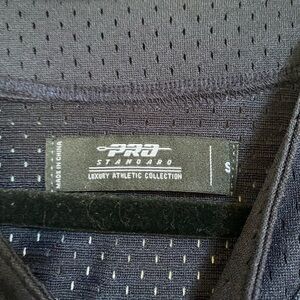 PRO
STANDARD
LUXURY ATHLETIC COLLECTION
MADE IN CHINA
S